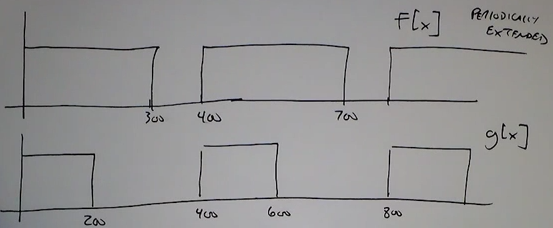 F[x] PERIODICALLY
EXTENDED
300 400 700
g[x]
200 400 600 800